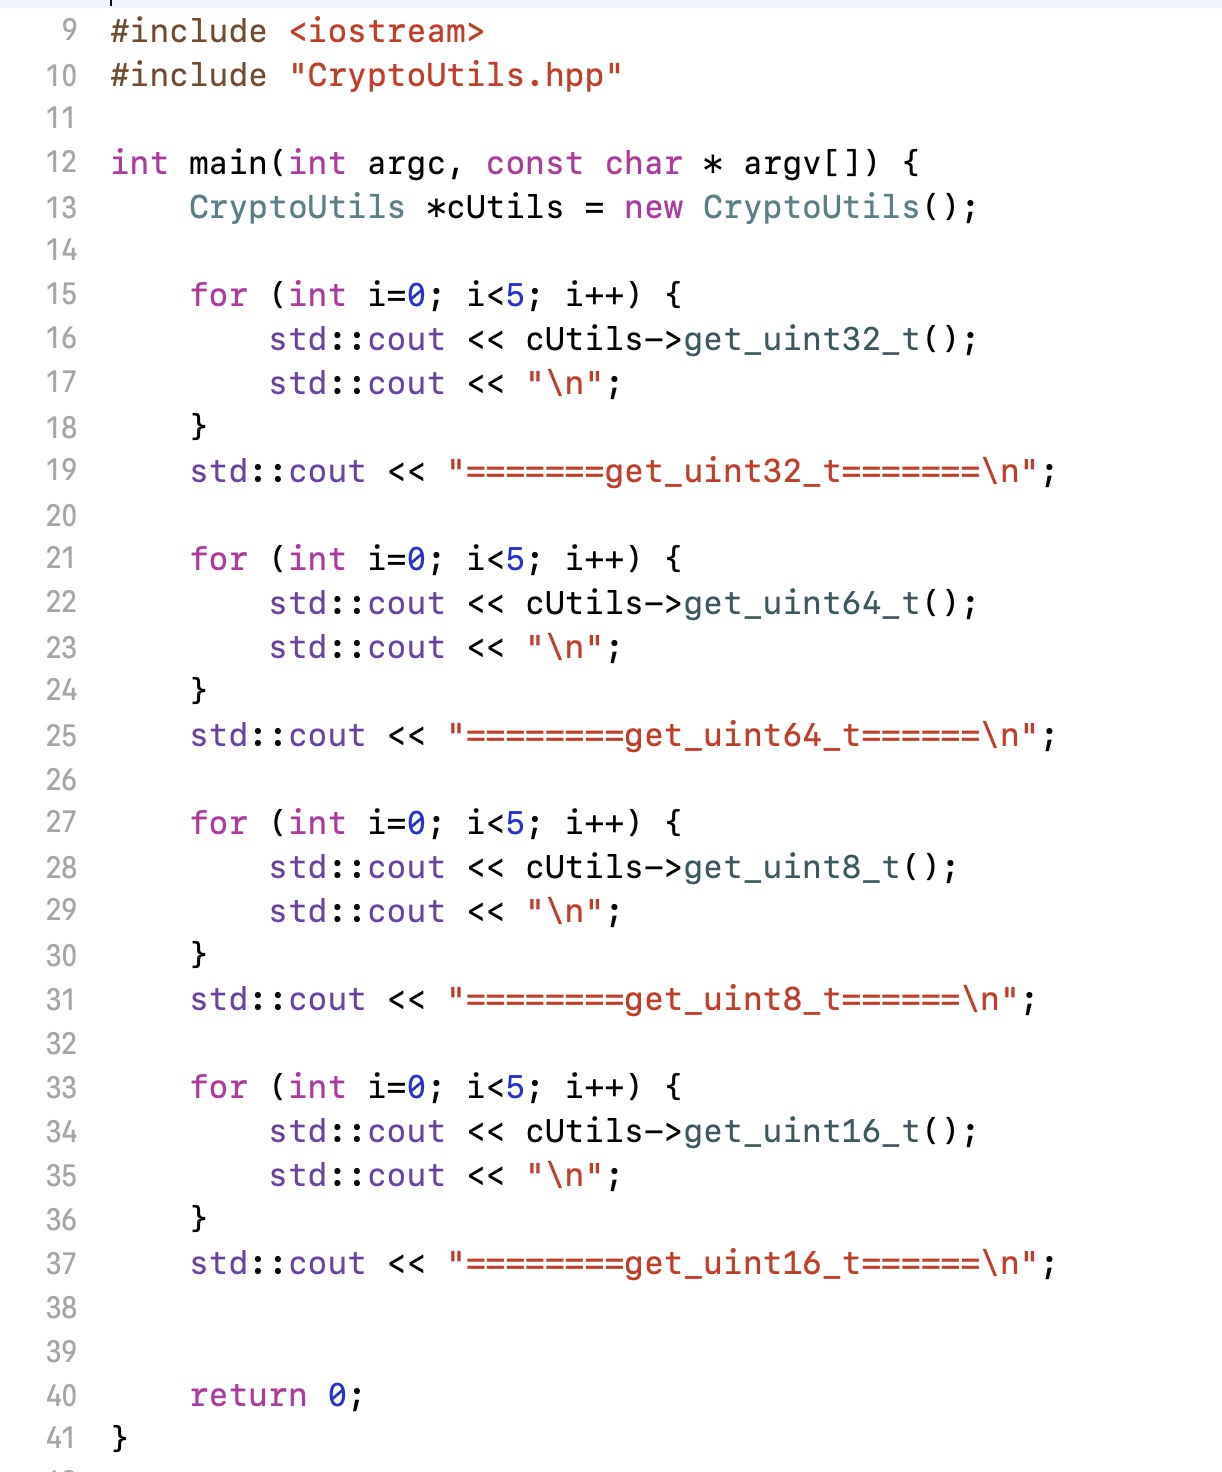 9 #include <iostream>
10 #include "CryptoUtils.hpp"
11
12 int main(int argc, const char * argv[]) {
13     CryptoUtils *cUtils = new CryptoUtils();
14
15     for (int i=0; i<5; i++) {
16         std::cout << cUtils->get_uint32_t();
17         std::cout << "\n";
18     }
19     std::cout << "=======get_uint32_t=======\n";
20
21     for (int i=0; i<5; i++) {
22         std::cout << cUtils->get_uint64_t();
23         std::cout << "\n";
24     }
25     std::cout << "========get_uint64_t======\n";
26
27     for (int i=0; i<5; i++) {
28         std::cout << cUtils->get_uint8_t();
29         std::cout << "\n";
30     }
31     std::cout << "========get_uint8_t======\n";
32
33     for (int i=0; i<5; i++) {
34         std::cout << cUtils->get_uint16_t();
35         std::cout << "\n";
36     }
37     std::cout << "========get_uint16_t======\n";
38
39
40     return 0;
41 }